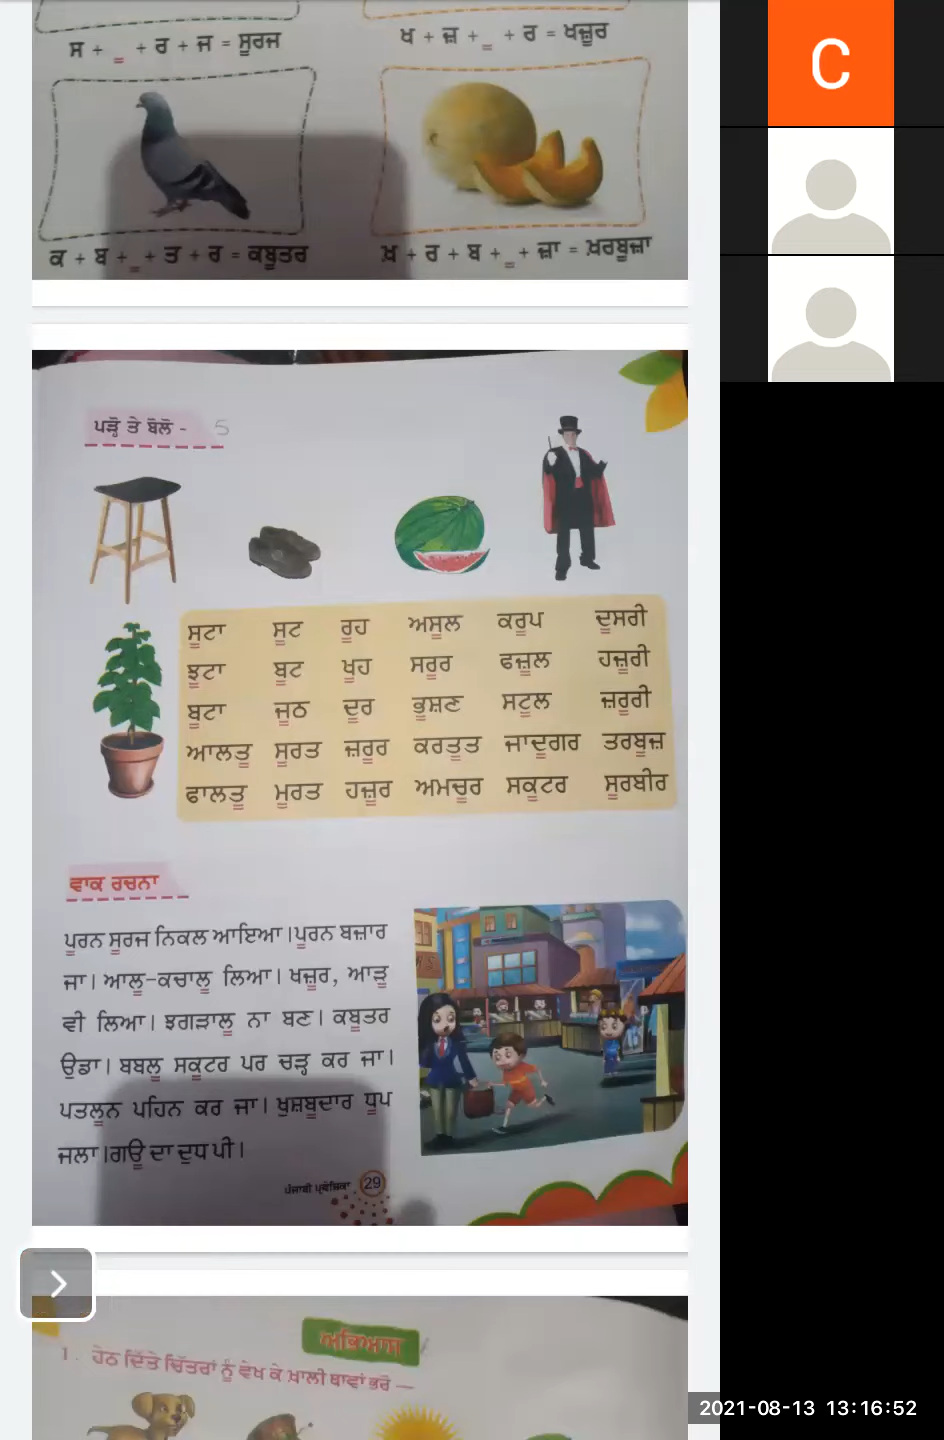 ਸ + ੂ + ਰ + ਜ = ਸੂਰਜ
ਖ + ਜ਼ + ੂ + ਰ = ਖਜ਼ੂਰ
ਕ + ਬ + ੂ + ਤ + ਰ = ਕਬੂਤਰ
ਖ਼ + ਰ + ਬ + ੂ + ਜ਼ਾ = ਖ਼ਰਬੂਜ਼ਾ
C
ਪੜ੍ਹੋ ਤੇ ਬੋਲੋ - 5
ਸੂਟਾ ਸੂਟ ਰੂਹ ਅਸੂਲ ਕਰੂਪ ਦੂਸਰੀ
ਝੂਟਾ ਬੂਟ ਖੂਹ ਸਰੂਰ ਫਜ਼ੂਲ ਹਜ਼ੂਰੀ
ਬੂਟਾ ਜੂਠ ਦੂਰ ਭੂਸ਼ਣ ਸਟੂਲ ਜ਼ਰੂਰੀ
ਆਲਤੂ ਸੂਰਤ ਜ਼ਰੂਰ ਕਰਤੂਤ ਜਾਦੂਗਰ ਤਰਬੂਜ਼
ਫਾਲਤੂ ਮੂਰਤ ਹਜ਼ੂਰ ਅਮਚੂਰ ਸਕੂਟਰ ਸੂਰਬੀਰ
ਵਾਕ ਰਚਨਾ
ਪੂਰਨ ਸੂਰਜ ਨਿਕਲ ਆਇਆ।ਪੂਰਨ ਬਜ਼ਾਰ
ਜਾ। ਆਲੂ-ਕਚਾਲੂ ਲਿਆ। ਖਜ਼ੂਰ, ਆੜੂ
ਵੀ ਲਿਆ। ਝਗੜਾਲੂ ਨਾ ਬਣ। ਕਬੂਤਰ
ਉਡਾ। ਬਬਲੂ ਸਕੂਟਰ ਪਰ ਚੜ੍ਹ ਕਰ ਜਾ।
ਪਤਲੂਨ ਪਹਿਨ ਕਰ ਜਾ। ਖ਼ੁਸ਼ਬੂਦਾਰ ਧੂਪ
ਜਲਾ।ਗਊ ਦਾ ਦੁਧ ਪੀ।
ਪੰਜਾਬੀ ਪ੍ਰਵੇਸ਼ਿਕਾ 29
ਅਭਿਆਸ
1. ਹੇਠ ਦਿੱਤੇ ਚਿੱਤਰਾਂ ਨੂੰ ਵੇਖ ਕੇ ਖ਼ਾਲੀ ਥਾਵਾਂ ਭਰੋ —
2021-08-13 13:16:52